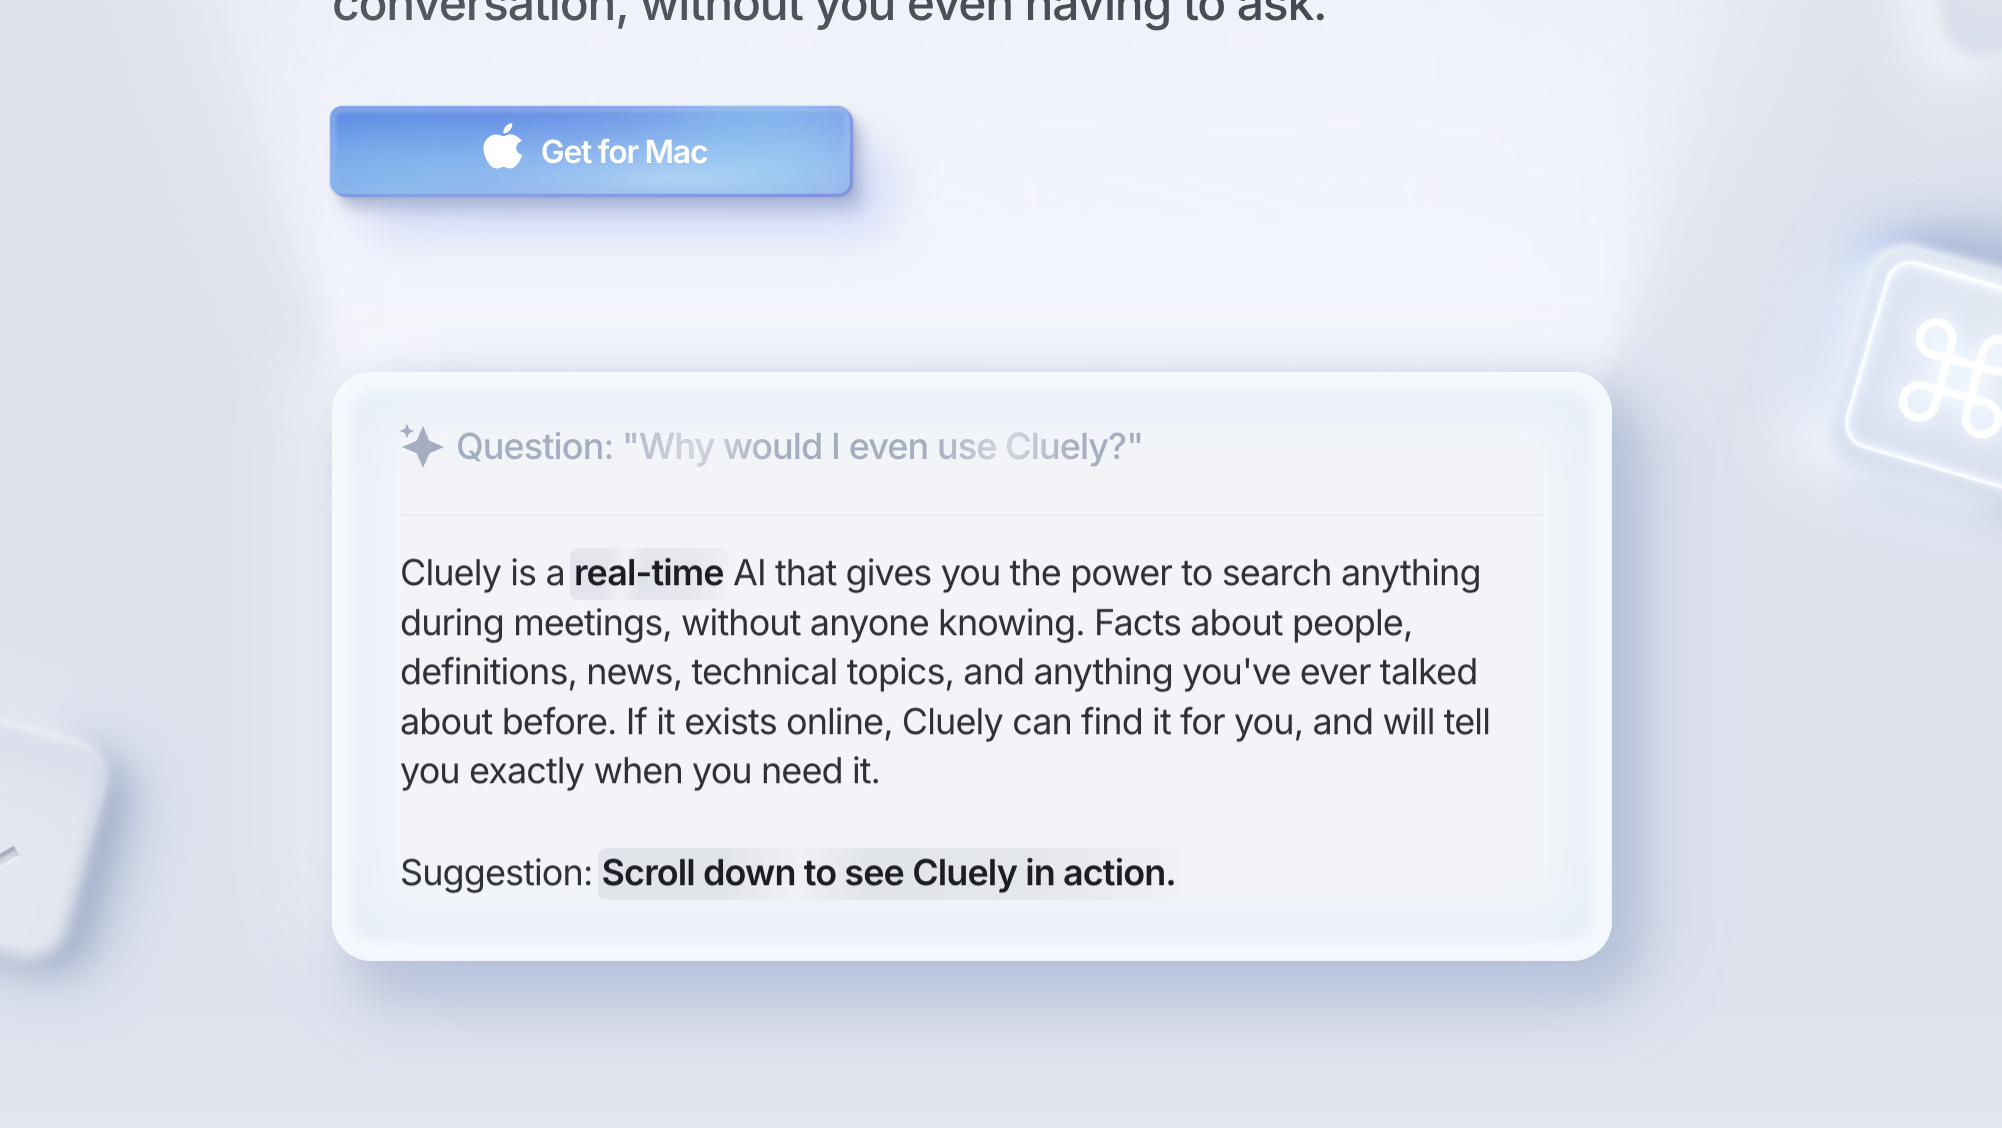 conversation, without you even having to ask.
Get for Mac
Question: "Why would I even use Cluely?"
Cluely is a real-time AI that gives you the power to search anything
during meetings, without anyone knowing. Facts about people,
definitions, news, technical topics, and anything you've ever talked
about before. If it exists online, Cluely can find it for you, and will tell
you exactly when you need it.
Suggestion: Scroll down to see Cluely in action.